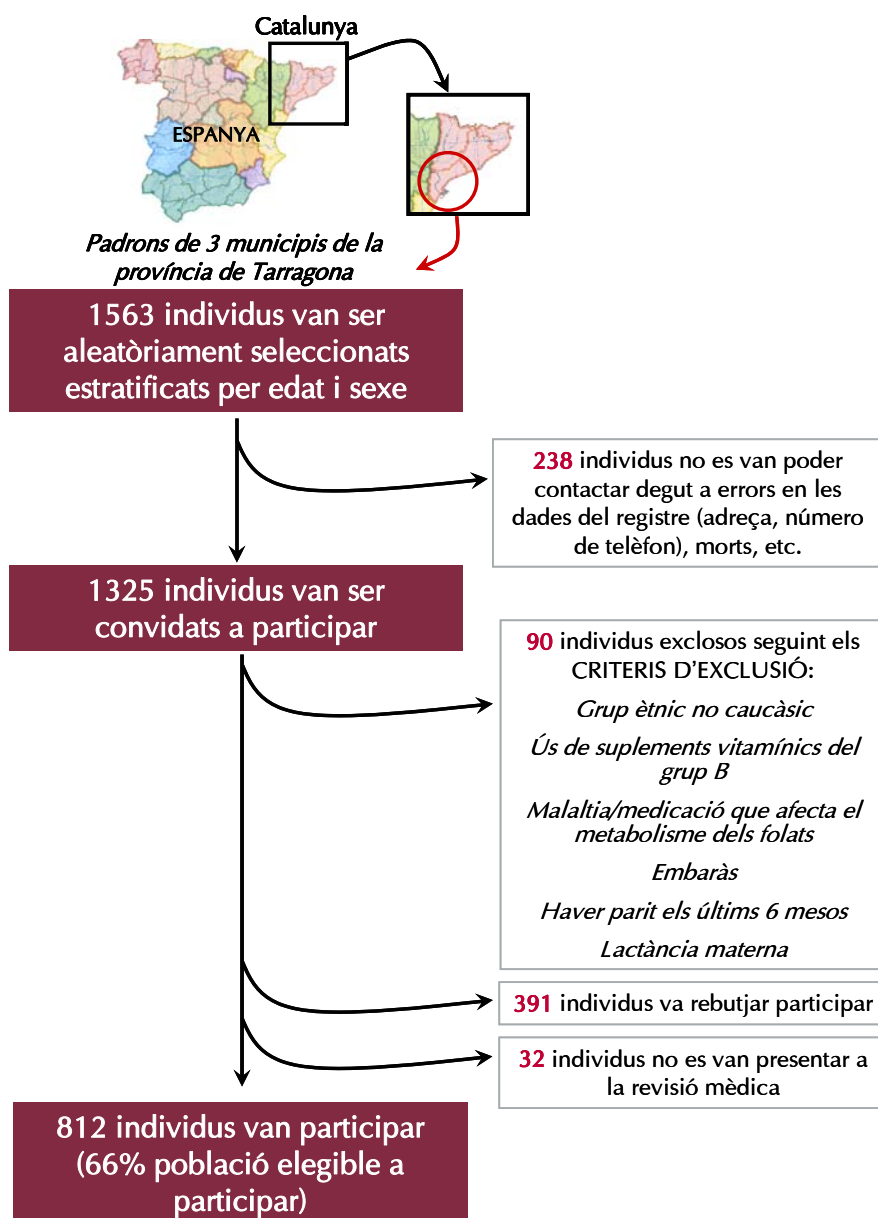 Catalunya
ESPANYA
Padrons de 3 municipis de la
província de Tarragona
1563 individus van ser
aleatòriament seleccionats
estratificats per edat i sexe
238 individus no es van poder
contactar degut a errors en les
dades del registre (adreça, número
de telèfon), morts, etc.
1325 individus van ser
convidats a participar
90 individus exclosos seguint els
CRITERIS D’EXCLUSIÓ:
Grup ètnic no caucàsic
Ús de suplements vitamínics del
grup B
Malaltia/medicació que afecta el
metabolisme dels folats
Embaràs
Haver parit els últims 6 mesos
Lactància materna
391 individus va rebutjar participar
32 individus no es van presentar a
la revisió mèdica
812 individus van participar
(66% població elegible a
participar)